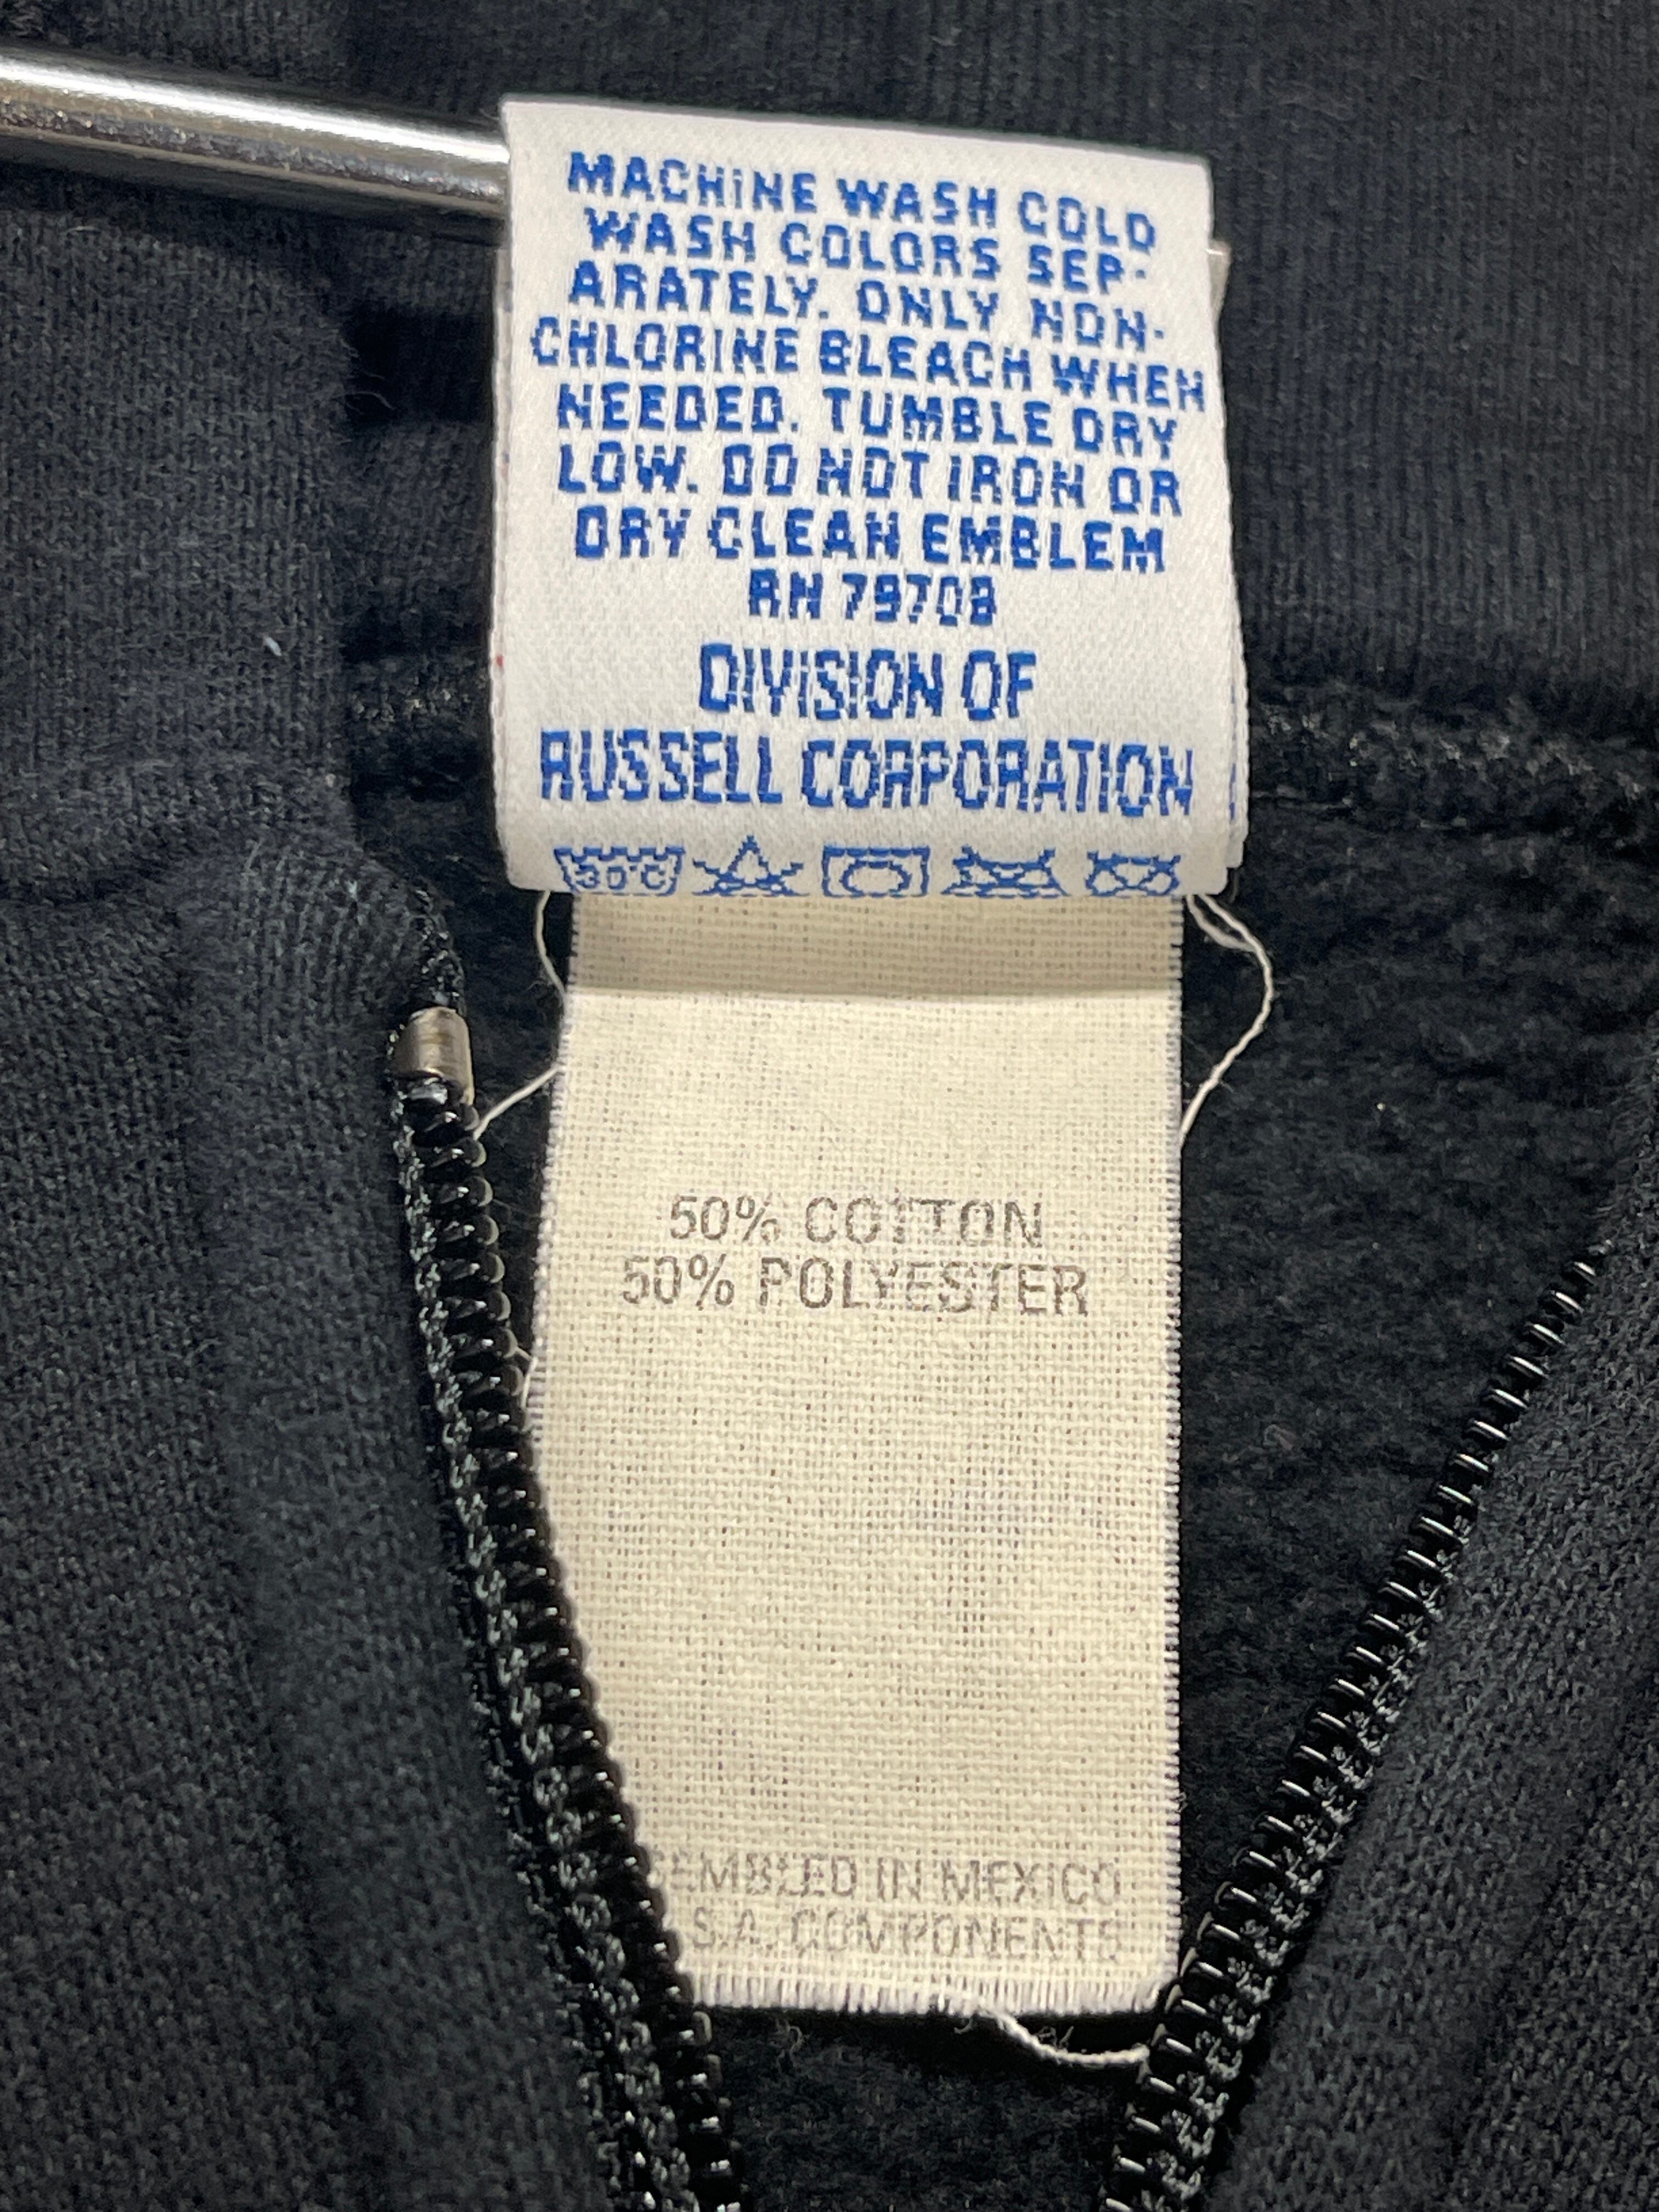 MACHINE WASH COLD
WASH COLORS SEP-
ARATELY. ONLY NON-
CHLORINE BLEACH WHEN
NEEDED. TUMBLE DRY
LOW. DO NOT IRON OR
DRY CLEAN EMBLEM
RN 79708
DIVISION OF
RUSSELL CORPORATION
30°C
50% COTTON
50% POLYESTER
EMBLED IN MEXICO
S.A. COMPONENTS